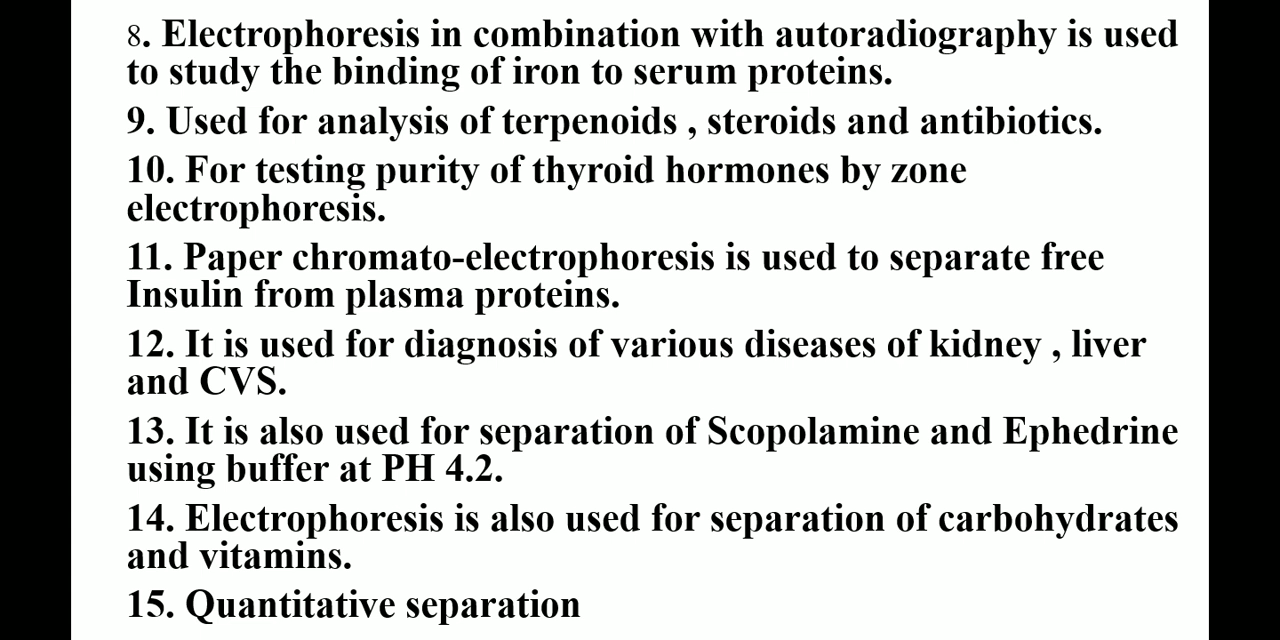 8. Electrophoresis in combination with autoradiography is used
to study the binding of iron to serum proteins.
9. Used for analysis of terpenoids , steroids and antibiotics.
10. For testing purity of thyroid hormones by zone
electrophoresis.
11. Paper chromato-electrophoresis is used to separate free
Insulin from plasma proteins.
12. It is used for diagnosis of various diseases of kidney , liver
and CVS.
13. It is also used for separation of Scopolamine and Ephedrine
using buffer at PH 4.2.
14. Electrophoresis is also used for separation of carbohydrates
and vitamins.
15. Quantitative separation